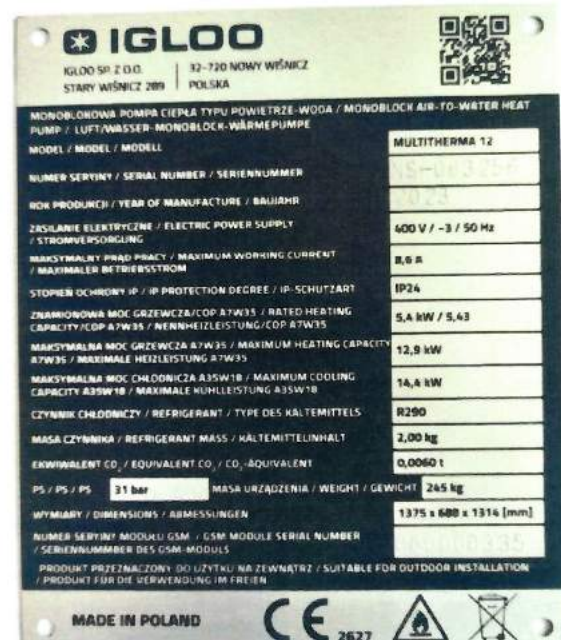 IGLOO
IGLOO SP. Z O.O.
STARY WIŚNICZ 289
32-720 NOWY WIŚNICZ
POLSKA
MONOBLOKOWA POMPA CIEPŁA TYPU POWIETRZE-WODA / MONOBLOCK AIR-TO-WATER HEAT
PUMP / LUFT/WASSER-MONOBLOCK-WÄRMEPUMPE
MODEL / MODEL / MODELL
MULTITHERMA 12
NUMER SERYJNY / SERIAL NUMBER / SERIENNUMMER
ROK PRODUKCJI / YEAR OF MANUFACTURE / BAUJAHR
2023
ZASILANIE ELEKTRYCZNE / ELECTRIC POWER SUPPLY
/ STROMVERSORGUNG
400 V / ~3 / 50 Hz
MAKSYMALNY PRĄD PRACY / MAXIMUM WORKING CURRENT
/ MAXIMALER BETRIEBSSTROM
8,6 A
STOPIEŃ OCHRONY IP / IP PROTECTION DEGREE / IP-SCHUTZART
IP24
ZNAMIONOWA MOC GRZEWCZA/COP A7W35 / RATED HEATING
CAPACITY/COP A7W35 / NENNHEIZLEISTUNG/COP A7W35
5,4 kW / 5,43
MAKSYMALNA MOC GRZEWCZA A7W35 / MAXIMUM HEATING CAPACITY
A7W35 / MAXIMALE HEIZLEISTUNG A7W35
12,9 kW
MAKSYMALNA MOC CHŁODNICZA A35W18 / MAXIMUM COOLING
CAPACITY A35W18 / MAXIMALE KÜHLLEISTUNG A35W18
14,4 kW
CZYNNIK CHŁODNICZY / REFRIGERANT / TYPE DES KÄLTEMITTELS
R290
MASA CZYNNIKA / REFRIGERANT MASS / KÄLTEMITTELINHALT
2,00 kg
EKWIWALENT CO₂ / EQUIVALENT CO₂ / CO₂-ÄQUIVALENT
0,0060 t
PS / PS / PS 31 bar MASA URZĄDZENIA / WEIGHT / GEWICHT 245 kg
WYMIARY / DIMENSIONS / ABMESSUNGEN
1375 x 688 x 1314 [mm]
NUMER SERYJNY MODUŁU GSM / GSM MODULE SERIAL NUMBER
/ SERIENNUMMBER DES GSM-MODULS
PRODUKT PRZEZNACZONY DO UŻYTKU NA ZEWNĄTRZ / SUITABLE FOR OUTDOOR INSTALLATION
/ PRODUKT FÜR DIE VERWENDUNG IM FREIEN
MADE IN POLAND
CE 2627